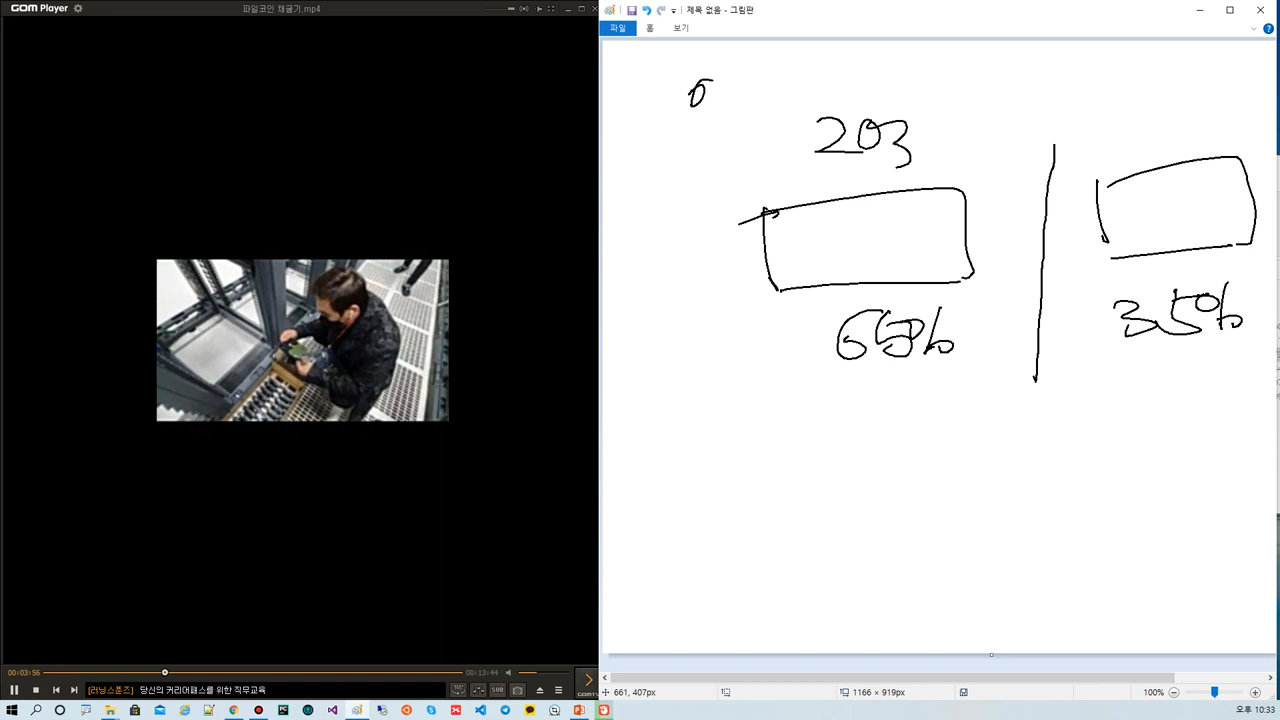 GOM Player
파일코인 채굴기.mp4
제목 없음 - 그림판
파일
홈
보기
203
65%
35%
00:03:56
00:13:44
[러닝스푼즈] 당신의 커리어패스를 위한 직무교육
360°
SUB
661, 407px
1166 × 919px
100%
오후 10:33